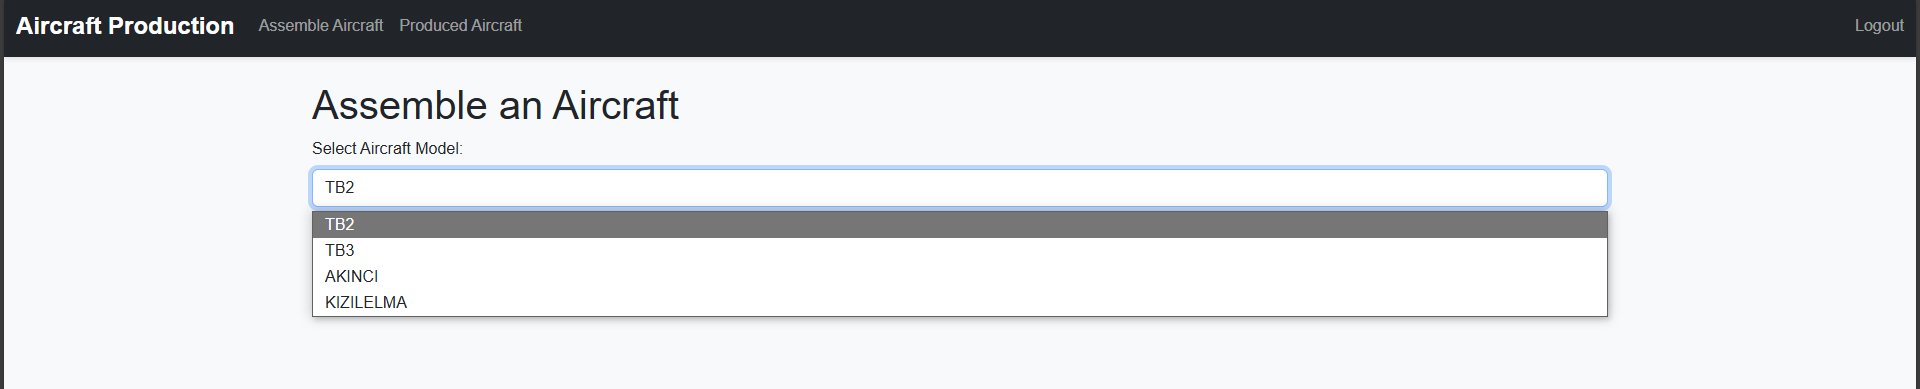 Aircraft Production Assemble Aircraft Produced Aircraft Logout
Assemble an Aircraft
Select Aircraft Model:
TB2
TB2
TB3
AKINCI
KIZILELMA